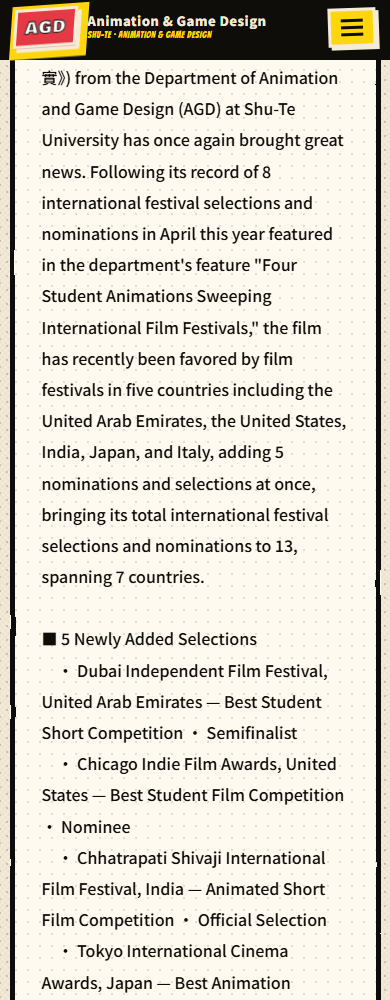 AGD
Animation & Game Design
SHU-TE • ANIMATION & GAME DESIGN
實》) from the Department of Animation
and Game Design (AGD) at Shu-Te
University has once again brought great
news. Following its record of 8
international festival selections and
nominations in April this year featured
in the department's feature "Four
Student Animations Sweeping
International Film Festivals," the film
has recently been favored by film
festivals in five countries including the
United Arab Emirates, the United States,
India, Japan, and Italy, adding 5
nominations and selections at once,
bringing its total international festival
selections and nominations to 13,
spanning 7 countries.
■ 5 Newly Added Selections
・Dubai Independent Film Festival,
United Arab Emirates — Best Student
Short Competition ・ Semifinalist
・Chicago Indie Film Awards, United
States — Best Student Film Competition
・ Nominee
・Chhatrapati Shivaji International
Film Festival, India — Animated Short
Film Competition ・ Official Selection
・Tokyo International Cinema
Awards, Japan — Best Animation